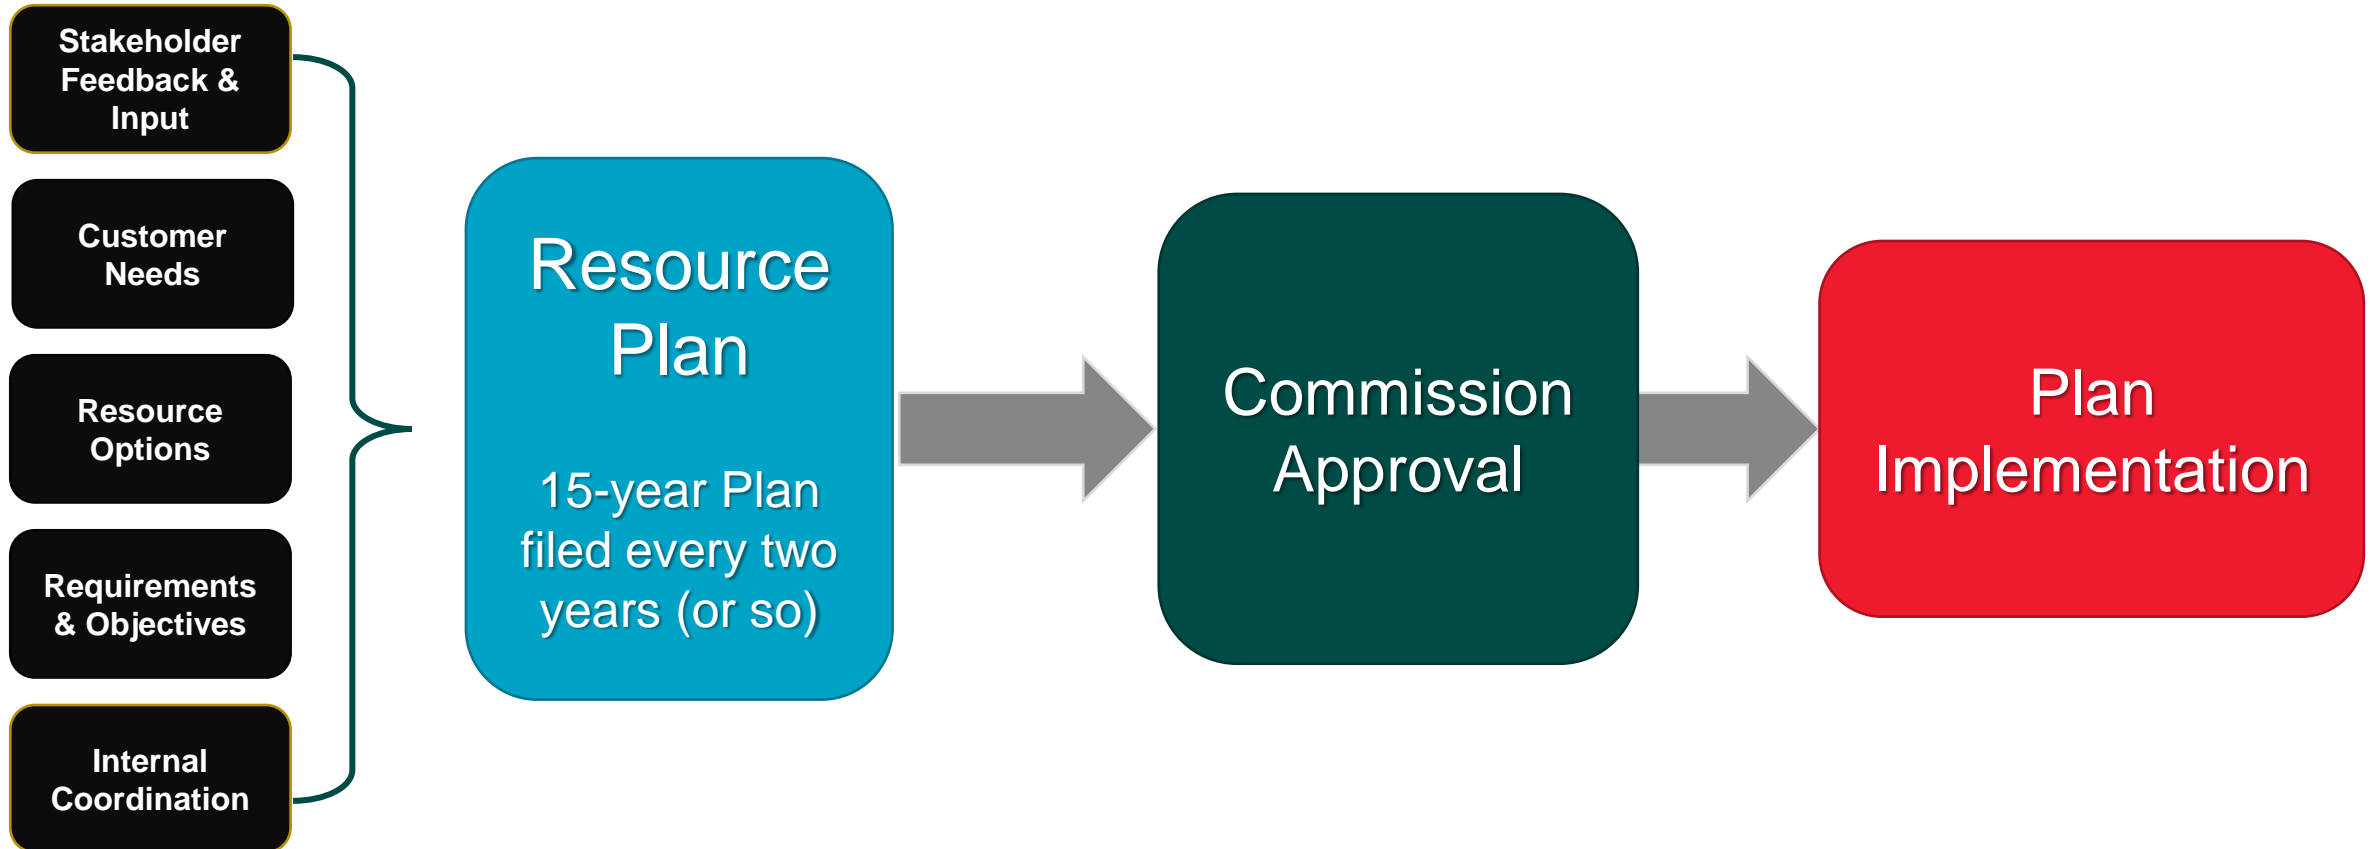 Stakeholder
Feedback &
Input
Customer
Needs
Resource
Options
Requirements
& Objectives
Internal
Coordination
Resource
Plan
15-year Plan
filed every two
years (or so)
Commission
Approval
Plan
Implementation